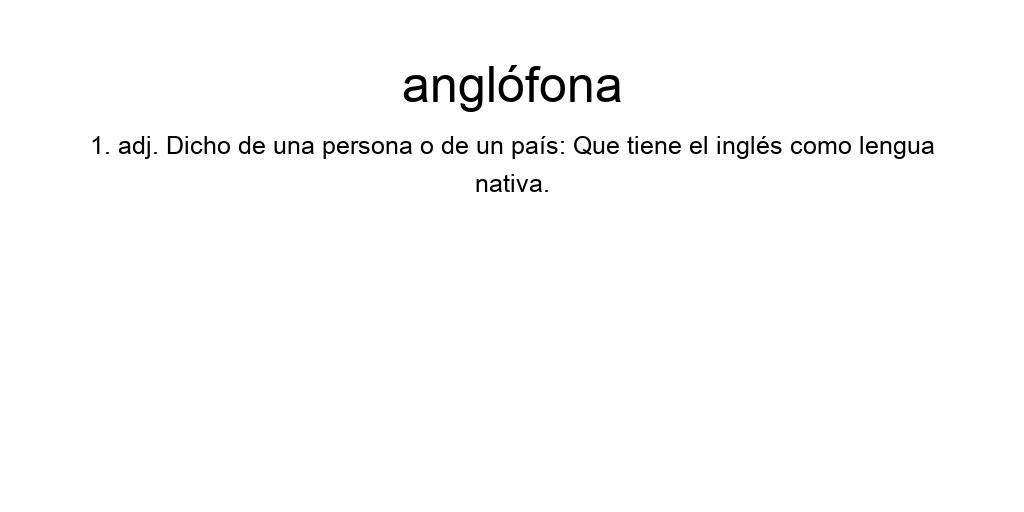 anglófona
1. adj. Dicho de una persona o de un país: Que tiene el inglés como lengua
nativa.